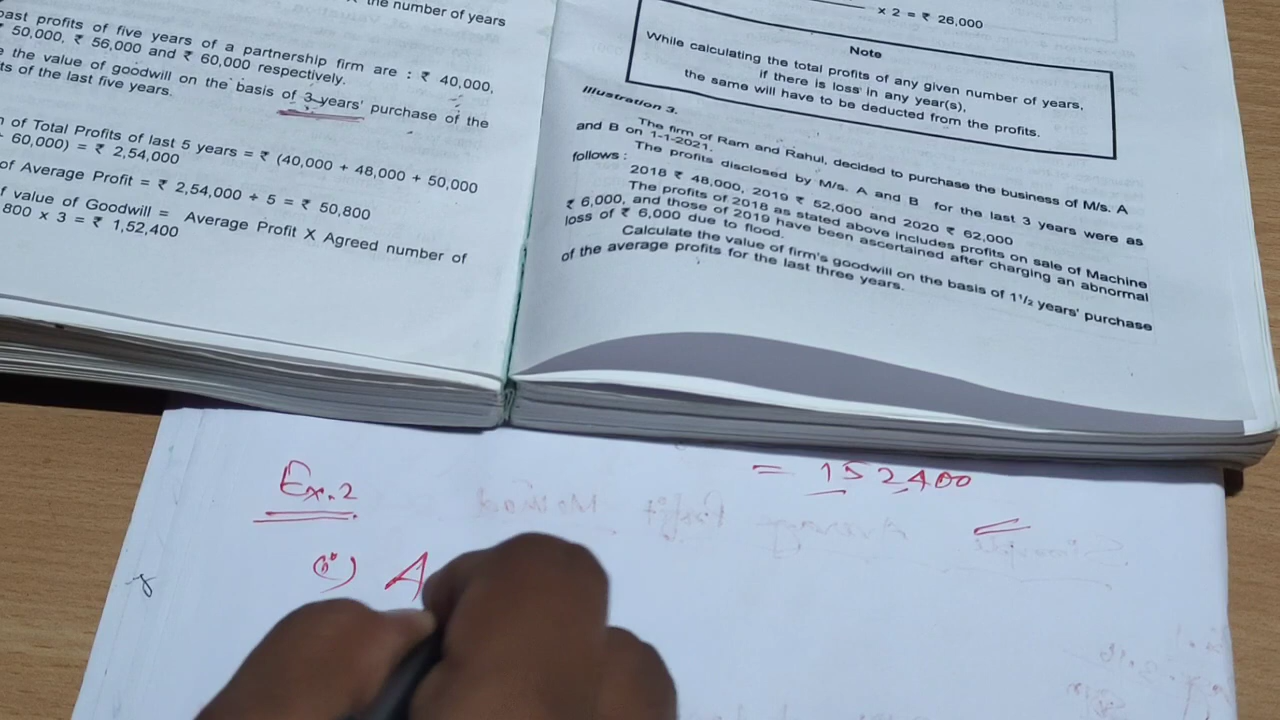 the number of years
past profits of five years of a partnership firm are : ₹ 40,000,
₹ 50,000, ₹ 56,000 and ₹ 60,000 respectively.
the value of goodwill on the basis of 3 years' purchase of the
ts of the last five years.
of Total Profits of last 5 years = ₹ (40,000 + 48,000 + 50,000
60,000) = ₹ 2,54,000
of Average Profit = ₹ 2,54,000 ÷ 5 = ₹ 50,800
f value of Goodwill = Average Profit X Agreed number of
800 x 3 = ₹ 1,52,400
x 2 = ₹ 26,000
Note
While calculating the total profits of any given number of years,
if there is loss in any year(s),
the same will have to be deducted from the profits.
Illustration 3.
The firm of Ram and Rahul, decided to purchase the business of M/s. A
and B on 1-1-2021.
The profits disclosed by M/s. A and B for the last 3 years were as
follows :
2018 ₹ 48,000, 2019 ₹ 52,000 and 2020 ₹ 62,000
The profits of 2018 as stated above includes profits on sale of Machine
₹ 6,000, and those of 2019 have been ascertained after charging an abnormal
loss of ₹ 6,000 due to flood.
Calculate the value of firm's goodwill on the basis of 1½ years' purchase
of the average profits for the last three years.
= 152,400
Ex.2
(i) A